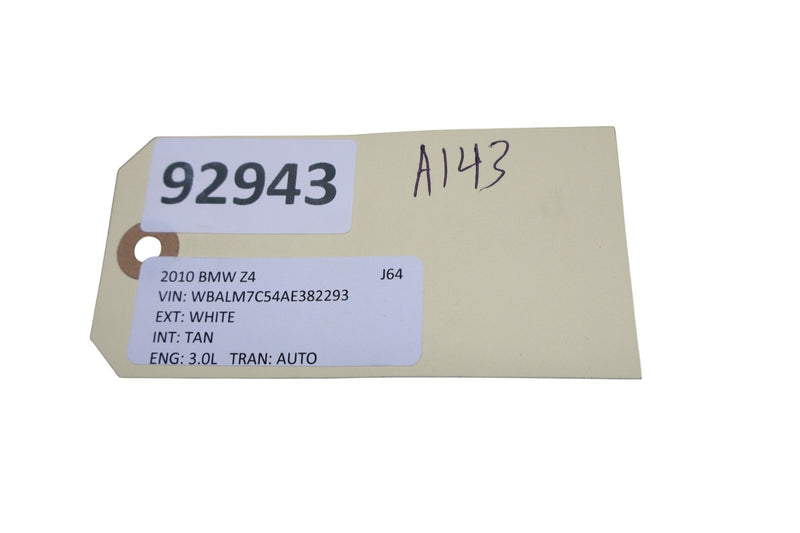 92943
A143
2010 BMW Z4 J64
VIN: WBALM7C54AE382293
EXT: WHITE
INT: TAN
ENG: 3.0L TRAN: AUTO